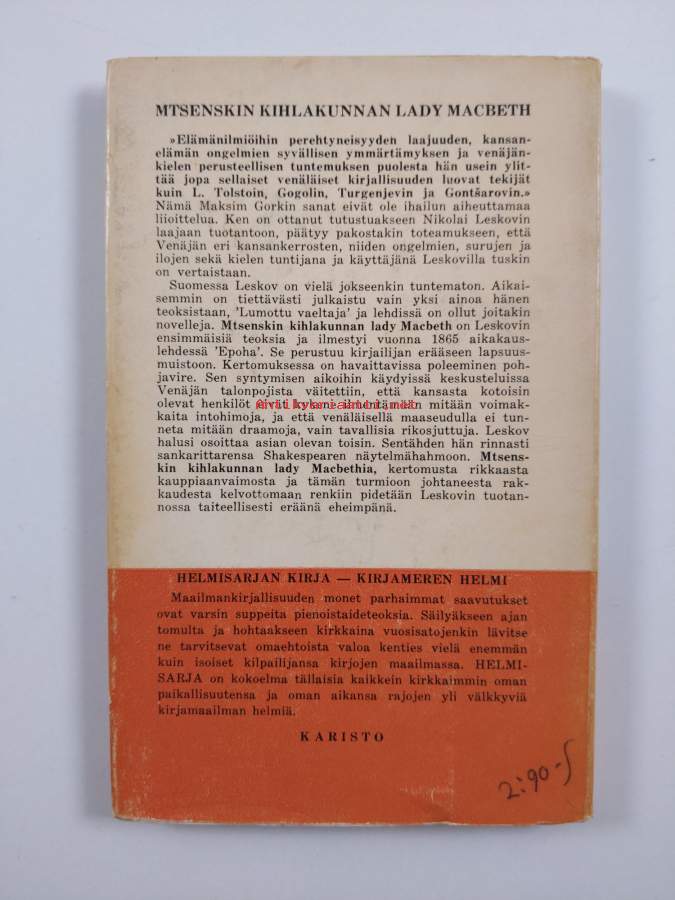 MTSENSKIN KIHLAKUNNAN LADY MACBETH
»Elämänilmiöihin perehtyneisyyden laajuuden, kansan-
elämän ongelmien syvällisen ymmärtämyksen ja venäjän-
kielen perusteellisen tuntemuksen puolesta hän usein ylit-
tää jopa sellaiset venäläiset kirjallisuuden luovat tekijät
kuin L. Tolstoin, Gogolin, Turgenjevin ja Gontšarovin.»
Nämä Maksim Gorkin sanat eivät ole ihailun aiheuttamaa
liioittelua. Ken on ottanut tutustuakseen Nikolai Leskovin
laajaan tuotantoon, päätyy pakostakin toteamukseen, että
Venäjän eri kansankerrosten, niiden ongelmien, surujen ja
ilojen sekä kielen tuntijana ja käyttäjänä Leskovilla tuskin
on vertaistaan.
Suomessa Leskov on vielä jokseenkin tuntematon. Aikai-
semmin on tiettävästi julkaistu vain yksi ainoa hänen
teoksistaan, 'Lumottu vaeltaja' ja lehdissä on ollut joitakin
novelleja. Mtsenskin kihlakunnan lady Macbeth on Leskovin
ensimmäisiä teoksia ja ilmestyi vuonna 1865 aikakaus-
lehdessä 'Epoha'. Se perustuu kirjailijan erääseen lapsuus-
muistoon. Kertomuksessa on havaittavissa poleeminen poh-
javire. Sen syntymisen aikoihin käydyissä keskusteluissa
Venäjän talonpojista väitettiin, että kansasta kotoisin
olevat henkilöt eivät kykene tuntemaan mitään voimak-
kaita intohimoja, ja että venäläisellä maaseudulla ei tun-
neta mitään draamoja, vain tavallisia rikosjuttuja. Leskov
halusi osoittaa asian olevan toisin. Sentähden hän rinnasti
sankarittarensa Shakespearen näytelmähahmoon. Mtsens-
kin kihlakunnan lady Macbethia, kertomusta rikkaasta
kauppiaanvaimosta ja tämän turmioon johtaneesta rak-
kaudesta kelvottomaan renkiin pidetään Leskovin tuotan-
nossa taiteellisesti eräänä eheimpänä.
HELMISARJAN KIRJA — KIRJAMEREN HELMI
Maailmankirjallisuuden monet parhaimmat saavutukset
ovat varsin suppeita pienoistaideteoksia. Säilyäkseen ajan
tomulta ja hohtaakseen kirkkaina vuosisatojenkin lävitse
ne tarvitsevat omaehtoista valoa kenties vielä enemmän
kuin isoiset kilpailijansa kirjojen maailmassa. HELMI-
SARJA on kokoelma tällaisia kaikkein kirkkaimmin oman
paikallisuutensa ja oman aikansa rajojen yli välkkyviä
kirjamaailman helmiä.
KARISTO
2:90